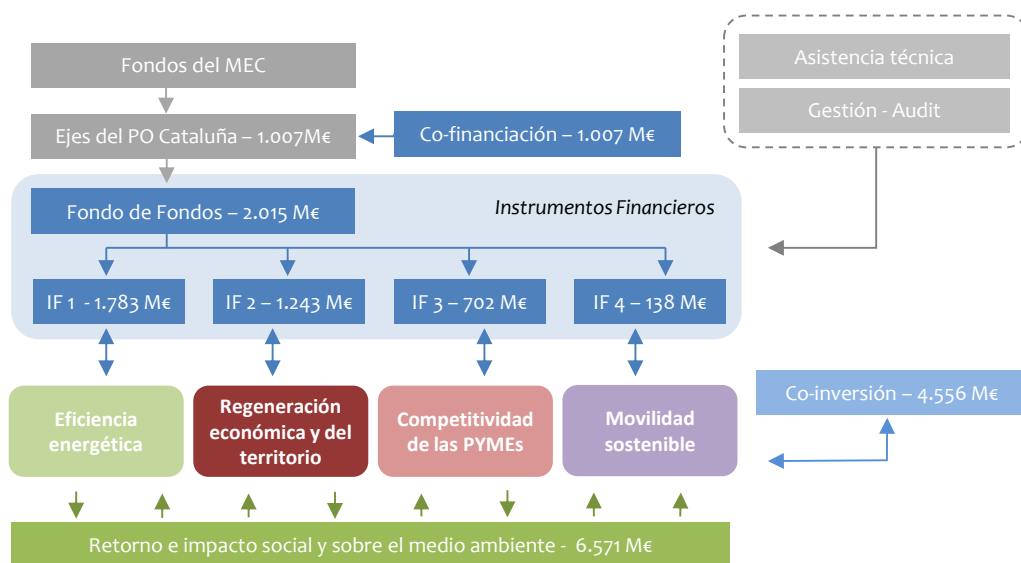 Fondos del MEC
Asistencia técnica
Gestión - Audit
Ejes del PO Cataluña – 1.007M€
Co-financiación – 1.007 M€
Fondo de Fondos – 2.015 M€
Instrumentos Financieros
IF 1 - 1.783 M€
IF 2 – 1.243 M€
IF 3 – 702 M€
IF 4 – 138 M€
Eficiencia
energética
Regeneración
económica y del
territorio
Competitividad
de las PYMEs
Movilidad
sostenible
Co-inversión – 4.556 M€
Retorno e impacto social y sobre el medio ambiente - 6.571 M€